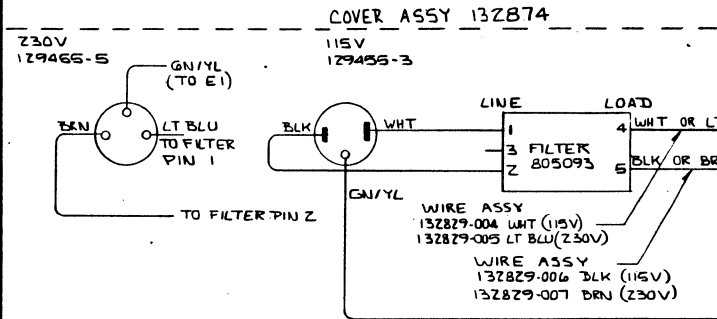 COVER ASSY 132874
230V
129465-5
GN/YL
(TO E1)
BRN
LT BLU
TO FILTER
PIN 1
TO FILTER PIN 2
115V
129455-3
BLK
WHT
GN/YL
LINE
LOAD
1
3
2
FILTER
805093
4
5
WHT OR LT
BLK OR BR
WIRE ASSY
132829-004 WHT (115V)
132829-005 LT BLU (230V)
WIRE ASSY
132829-006 BLK (115V)
132829-007 BRN (230V)